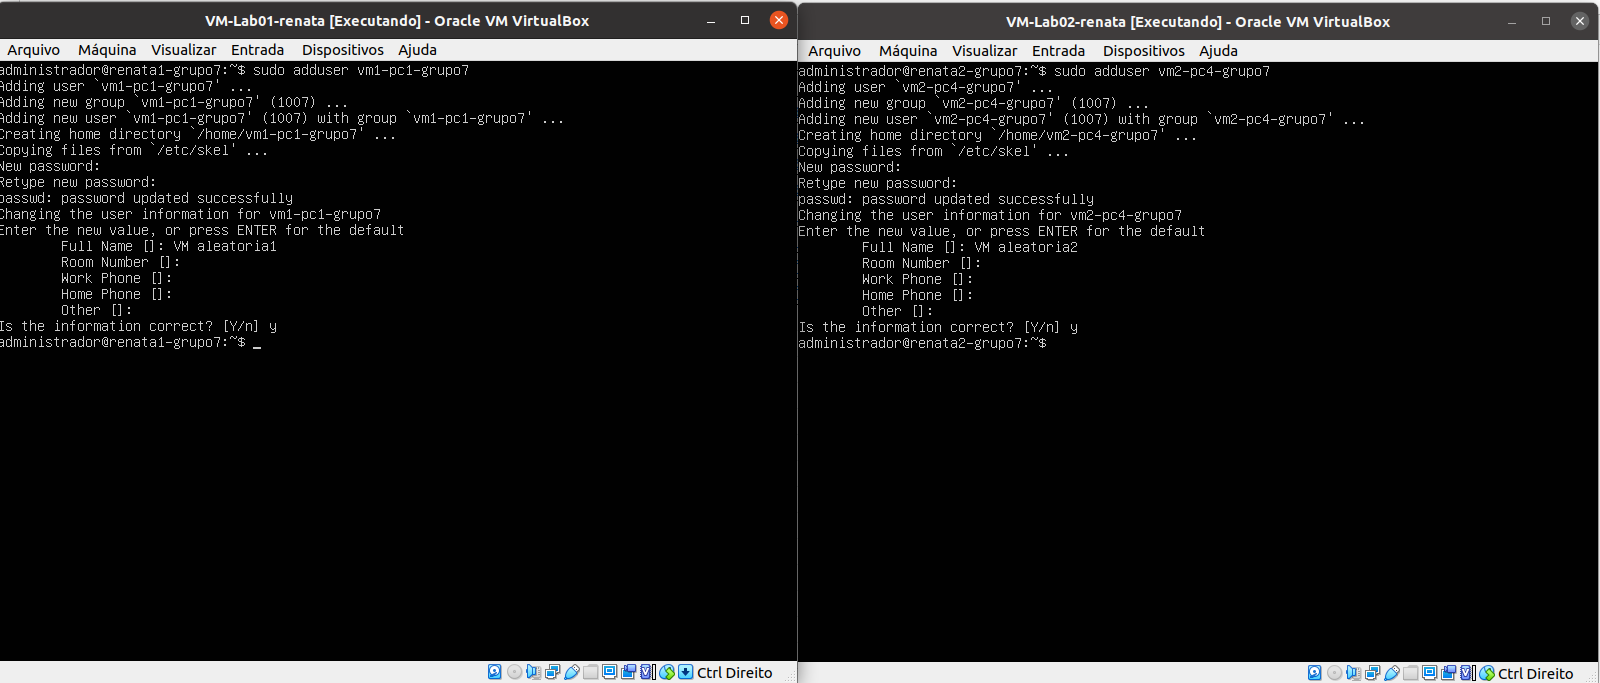 VM-Lab01-renata [Executando] - Oracle VM VirtualBox
Arquivo Máquina Visualizar Entrada Dispositivos Ajuda
administrador@renata1-grupo7:~$ sudo adduser vm1-pc1-grupo7
Adding user `vm1-pc1-grupo7' ...
Adding new group `vm1-pc1-grupo7' (1007) ...
Adding new user `vm1-pc1-grupo7' (1007) with group `vm1-pc1-grupo7' ...
Creating home directory `/home/vm1-pc1-grupo7' ...
Copying files from `/etc/skel' ...
New password:
Retype new password:
passwd: password updated successfully
Changing the user information for vm1-pc1-grupo7
Enter the new value, or press ENTER for the default
Full Name []: VM aleatoria1
Room Number []:
Work Phone []:
Home Phone []:
Other []:
Is the information correct? [Y/n] y
administrador@renata1-grupo7:~$ _
Ctrl Direito
VM-Lab02-renata [Executando] - Oracle VM VirtualBox
Arquivo Máquina Visualizar Entrada Dispositivos Ajuda
administrador@renata2-grupo7:~$ sudo adduser vm2-pc4-grupo7
Adding user `vm2-pc4-grupo7' ...
Adding new group `vm2-pc4-grupo7' (1007) ...
Adding new user `vm2-pc4-grupo7' (1007) with group `vm2-pc4-grupo7' ...
Creating home directory `/home/vm2-pc4-grupo7' ...
Copying files from `/etc/skel' ...
New password:
Retype new password:
passwd: password updated successfully
Changing the user information for vm2-pc4-grupo7
Enter the new value, or press ENTER for the default
Full Name []: VM aleatoria2
Room Number []:
Work Phone []:
Home Phone []:
Other []:
Is the information correct? [Y/n] y
administrador@renata2-grupo7:~$
Ctrl Direito